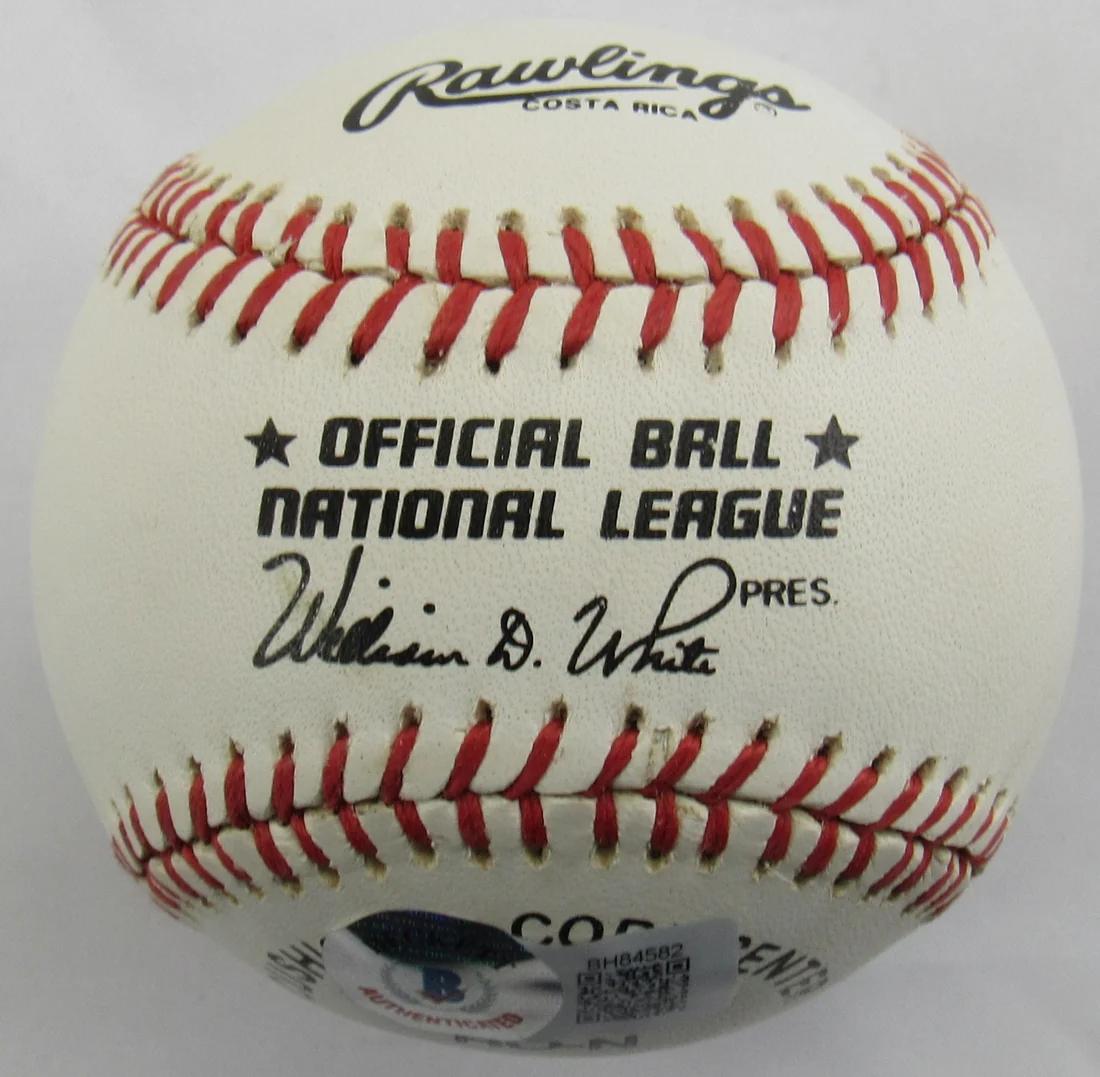 Rawlings
COSTA RICA
®
★ OFFICIAL BALL ★
NATIONAL LEAGUE
William D. White PRES.
BH84582
AUTHENTICATED
B